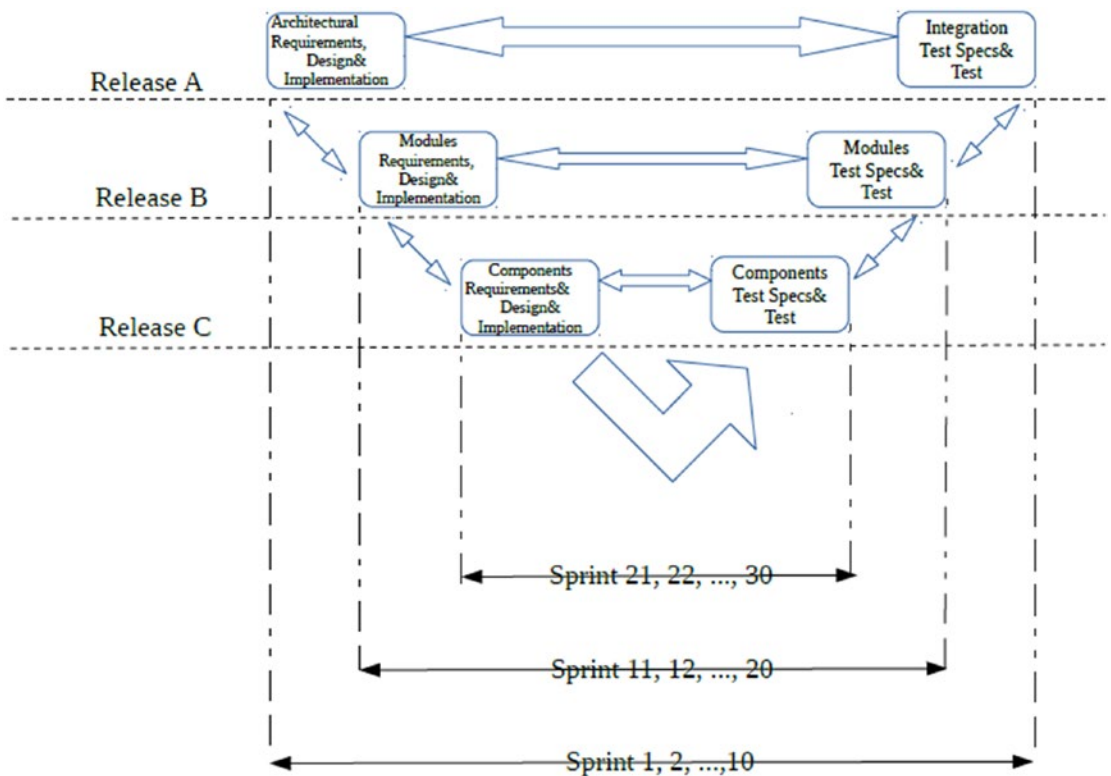 Architectural
Requirements,
Design&
Implementation
Integration
Test Specs&
Test
Release A
Modules
Requirements,
Design&
Implementation
Modules
Test Specs&
Test
Release B
Components
Requirements&
Design&
Implementation
Components
Test Specs&
Test
Release C
Sprint 21, 22, ..., 30
Sprint 11, 12, ..., 20
Sprint 1, 2, ...,10